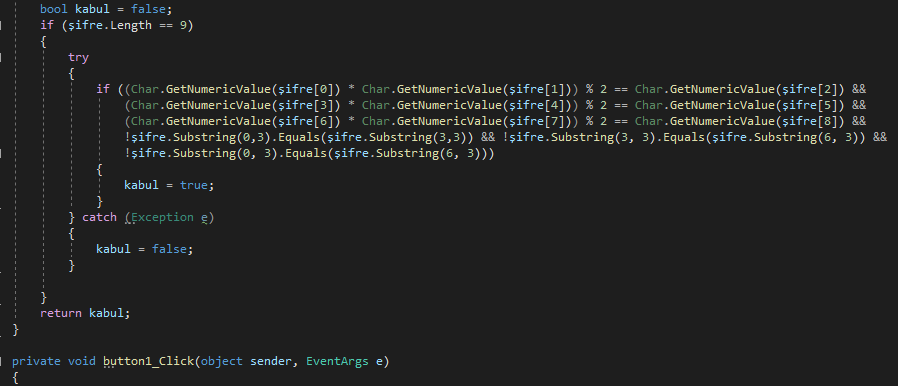 bool kabul = false;
if (şifre.Length == 9)
{
try
{
if ((Char.GetNumericValue(şifre[0]) * Char.GetNumericValue(şifre[1])) % 2 == Char.GetNumericValue(şifre[2]) &&
(Char.GetNumericValue(şifre[3]) * Char.GetNumericValue(şifre[4])) % 2 == Char.GetNumericValue(şifre[5]) &&
(Char.GetNumericValue(şifre[6]) * Char.GetNumericValue(şifre[7])) % 2 == Char.GetNumericValue(şifre[8]) &&
!şifre.Substring(0,3).Equals(şifre.Substring(3,3)) && !şifre.Substring(3, 3).Equals(şifre.Substring(6, 3)) &&
!şifre.Substring(0, 3).Equals(şifre.Substring(6, 3)))
{
kabul = true;
}
} catch (Exception e)
{
kabul = false;
}
}
return kabul;
}
private void button1_Click(object sender, EventArgs e)
{